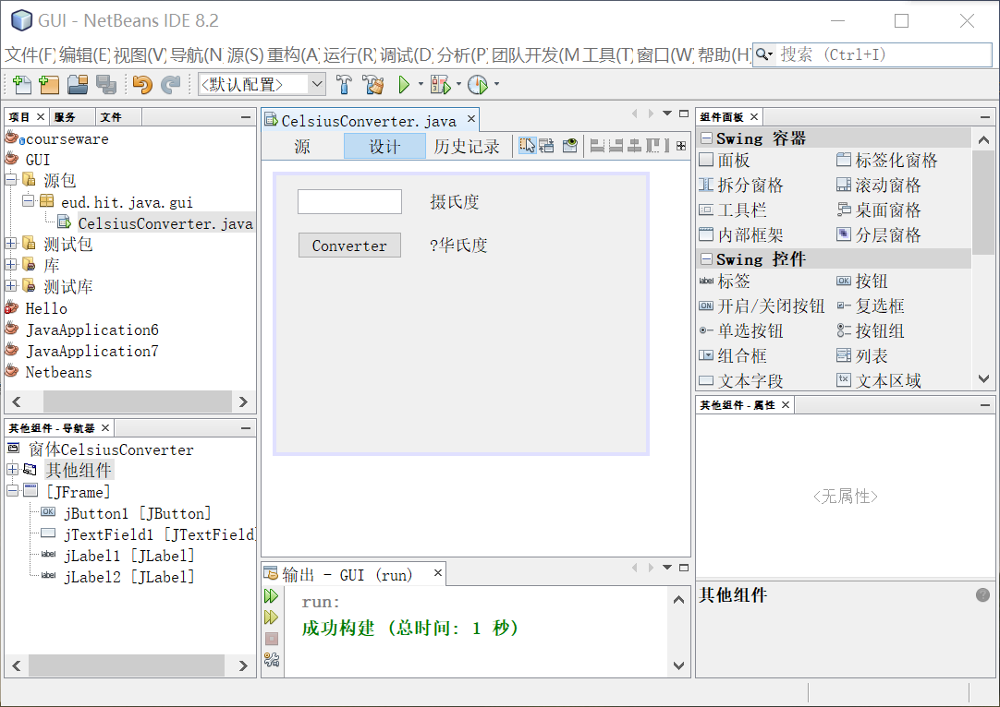 GUI - NetBeans IDE 8.2
文件(F 编辑(E 视图(V 导航(N 源(S) 重构(A 运行(R 调试(D 分析(P 团队开发(M 工具(T 窗口(W 帮助(H 搜索 (Ctrl+I)
<默认配置>
项目 服务 文件
courseware
GUI
源包
eud.hit.java.gui
CelsiusConverter.java
测试包
库
测试库
Hello
JavaApplication6
JavaApplication7
Netbeans
其他组件 - 导航器
窗体CelsiusConverter
其他组件
[JFrame]
jButton1 [JButton]
jTextField1 [JTextField
jLabel1 [JLabel]
jLabel2 [JLabel]
CelsiusConverter.java
源 设计 历史记录
摄氏度
Converter ?华氏度
输出 - GUI (run)
run:
成功构建 (总时间: 1 秒)
组件面板
Swing 容器
面板 标签化窗格
拆分窗格 滚动窗格
工具栏 桌面窗格
内部框架 分层窗格
Swing 控件
label 标签 OK 按钮
ON 开启/关闭按钮 复选框
单选按钮 按钮组
组合框 列表
文本字段 文本区域
其他组件 - 属性
<无属性>
其他组件